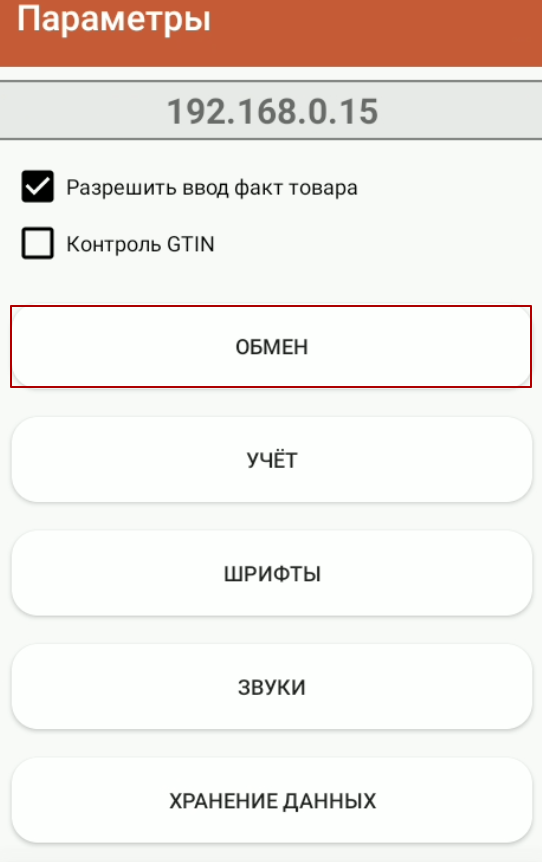 Параметры
192.168.0.15
Разрешить ввод факт товара
Контроль GTIN
ОБМЕН
УЧЁТ
ШРИФТЫ
ЗВУКИ
ХРАНЕНИЕ ДАННЫХ